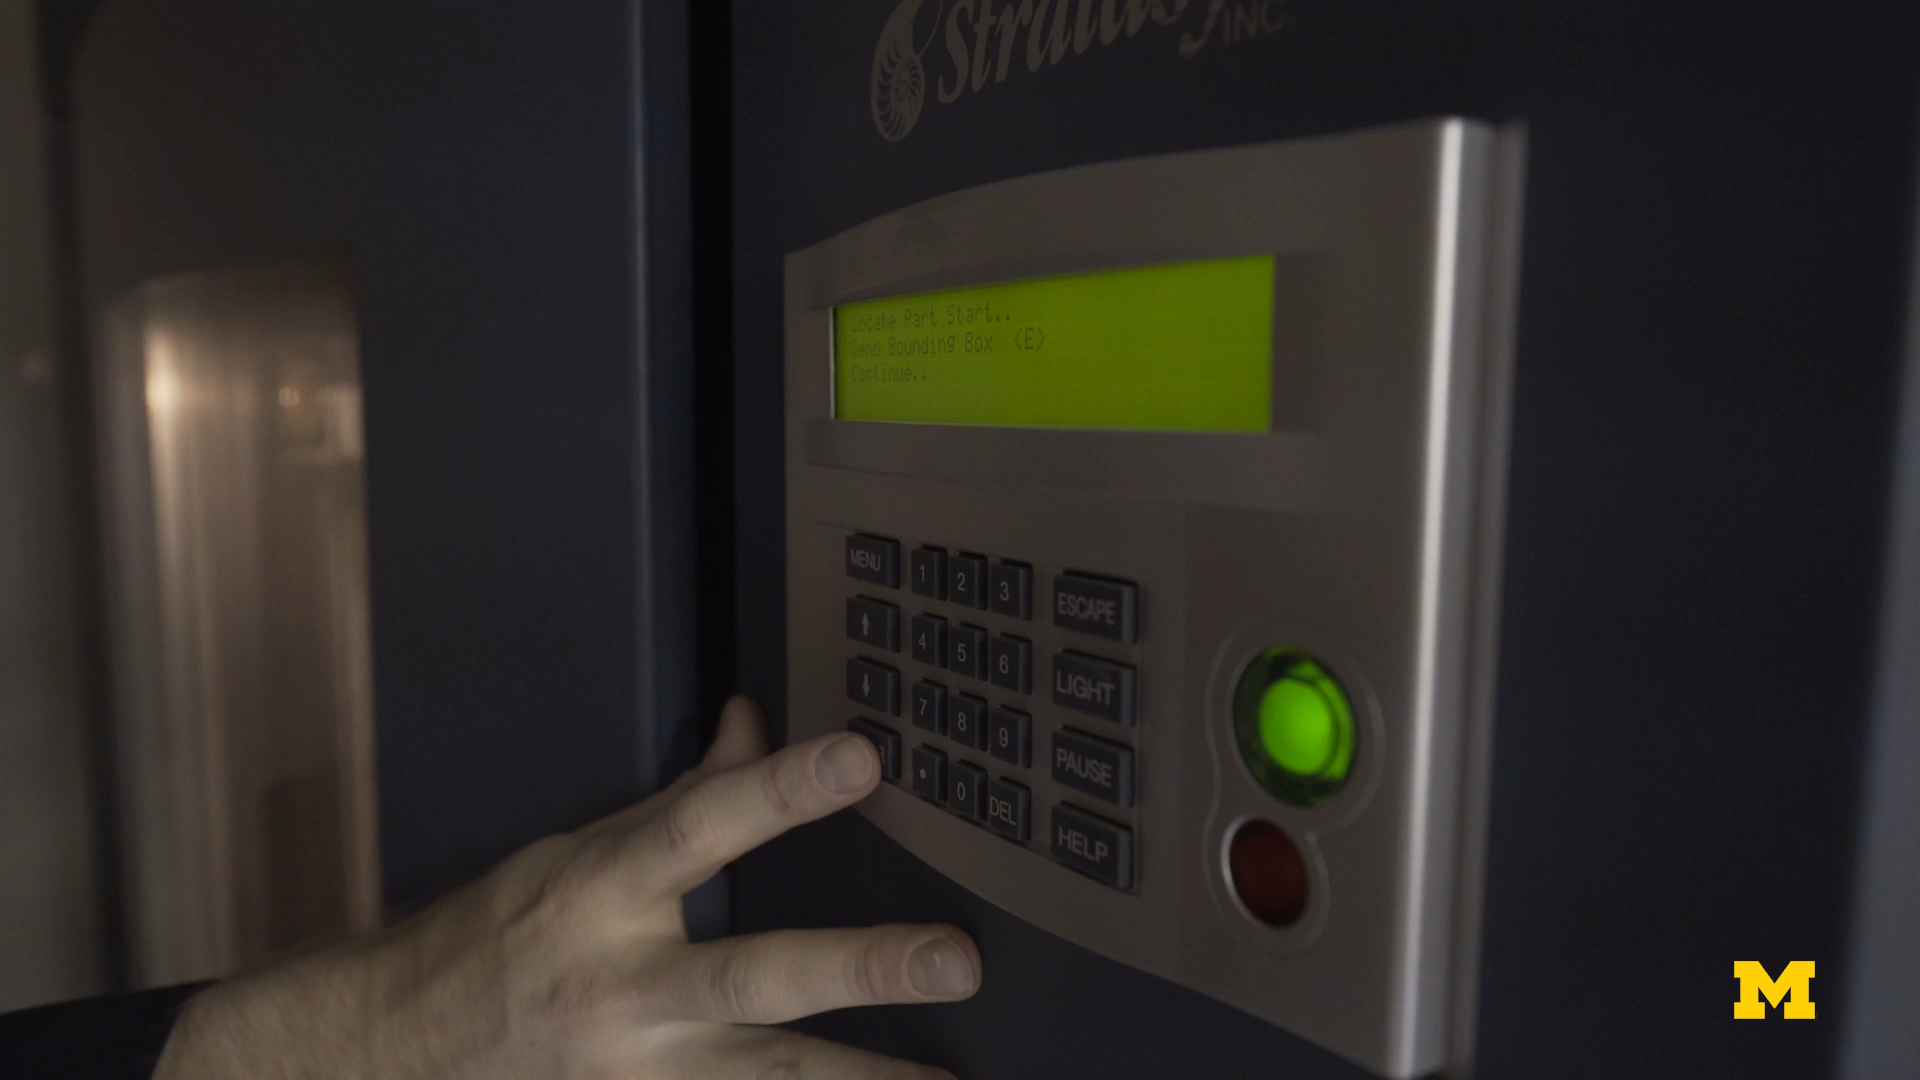 INC.
Locate Part Start..
Demo Bounding Box <E>
Continue..
MENU 1 2 3 ESCAPE
↑ 4 5 6 LIGHT
↓ 7 8 9 PAUSE
. 0 DEL HELP
M